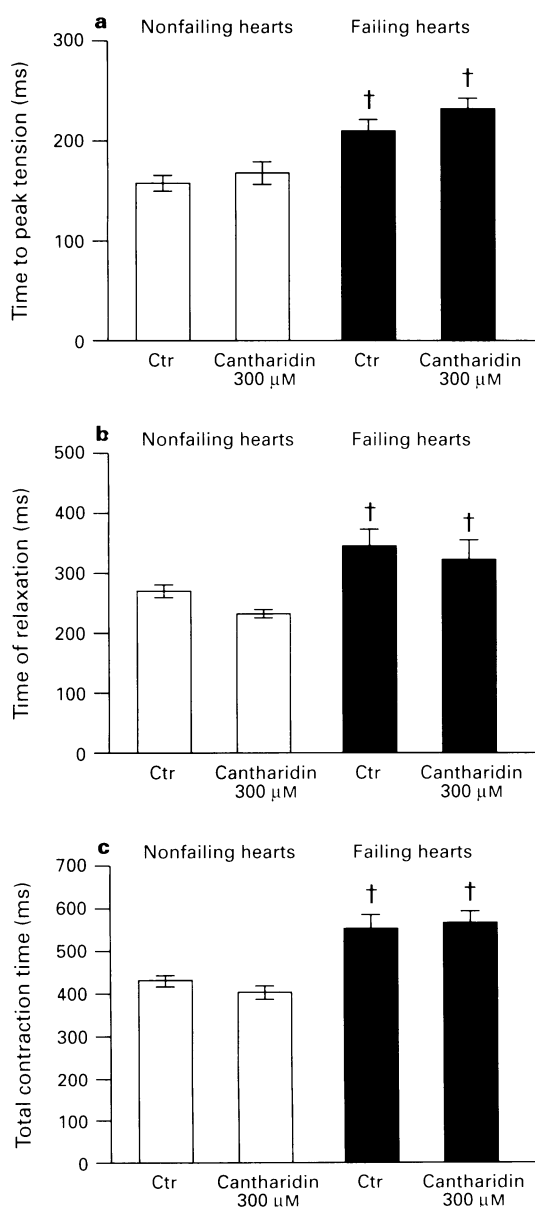 a
Nonfailing hearts Failing hearts
Time to peak tension (ms)
300
200
100
0
† †
Ctr Cantharidin Ctr Cantharidin
300 µM 300 µM
b
Nonfailing hearts Failing hearts
Time of relaxation (ms)
500
400
300
200
100
0
† †
Ctr Cantharidin Ctr Cantharidin
300 µM 300 µM
c
Nonfailing hearts Failing hearts
Total contraction time (ms)
700
600
500
400
300
200
100
0
† †
Ctr Cantharidin Ctr Cantharidin
300 µM 300 µM